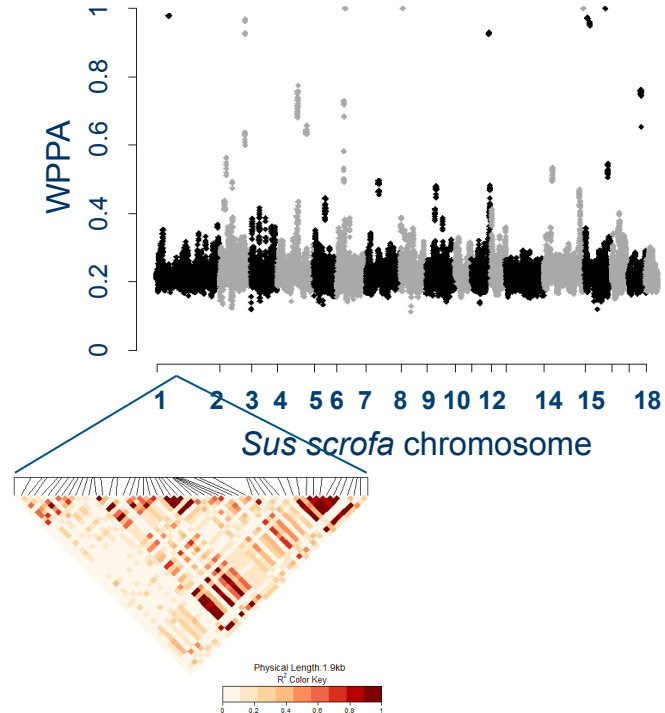 WPPA
1
0.8
0.6
0.4
0.2
0
1 2 3 4 5 6 7 8 9 10 12 14 15 18
Sus scrofa chromosome
Physical Length:1.9kb
R² Color Key
0 0.2 0.4 0.6 0.8 1